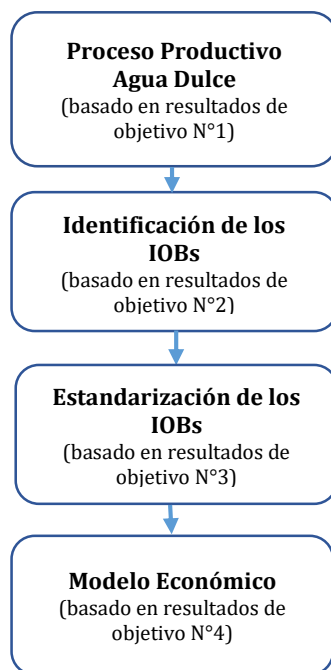 Proceso Productivo
Agua Dulce
(basado en resultados de
objetivo N°1)
Identificación de los
IOBs
(basado en resultados de
objetivo N°2)
Estandarización de los
IOBs
(basado en resultados de
objetivo N°3)
Modelo Económico
(basado en resultados de
objetivo N°4)